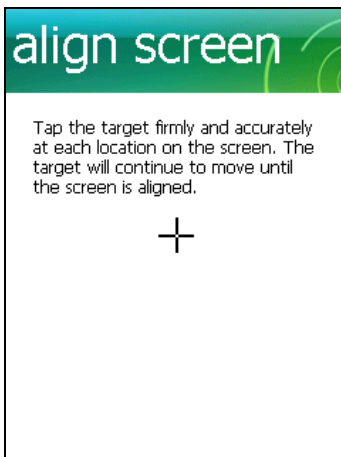 align screen
Tap the target firmly and accurately
at each location on the screen. The
target will continue to move until
the screen is aligned.